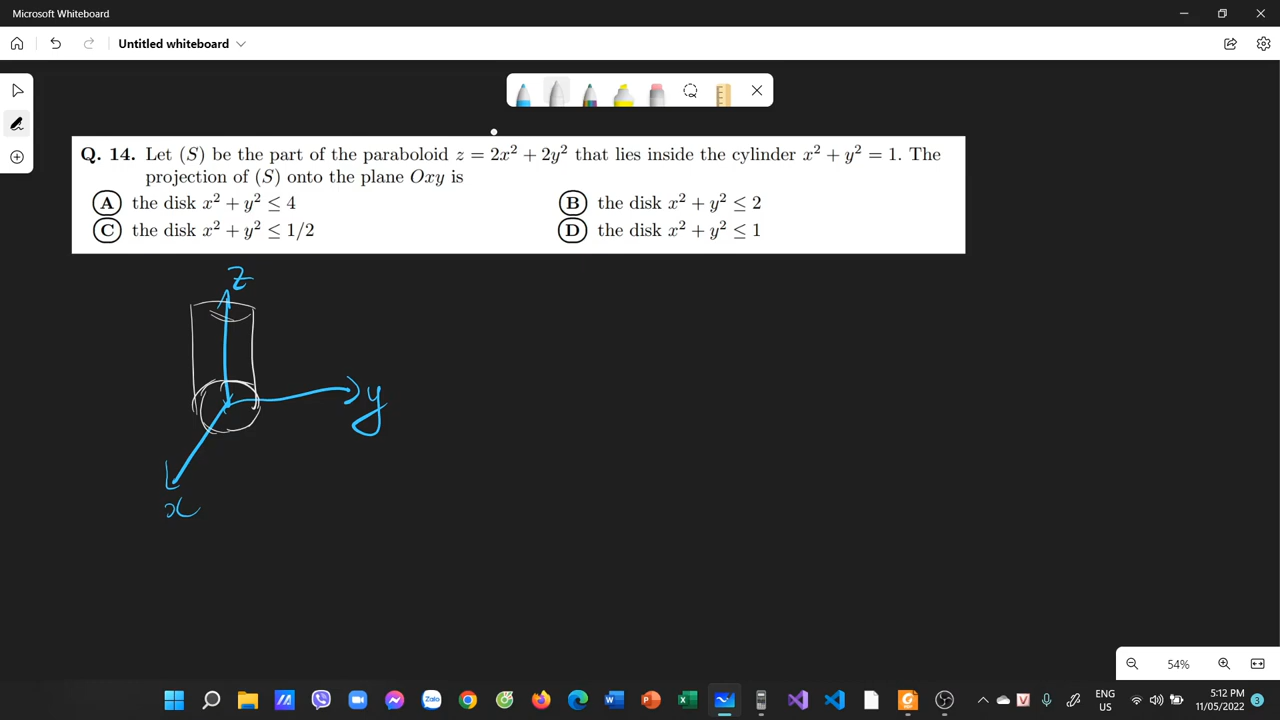 Microsoft Whiteboard
Untitled whiteboard
Q. 14. Let (S) be the part of the paraboloid z = 2x² + 2y² that lies inside the cylinder x² + y² = 1. The
projection of (S) onto the plane Oxy is
A the disk x² + y² ≤ 4
B the disk x² + y² ≤ 2
C the disk x² + y² ≤ 1/2
D the disk x² + y² ≤ 1
z
y
x
54%
Zalo
ENG
US
5:12 PM
11/05/2022
3